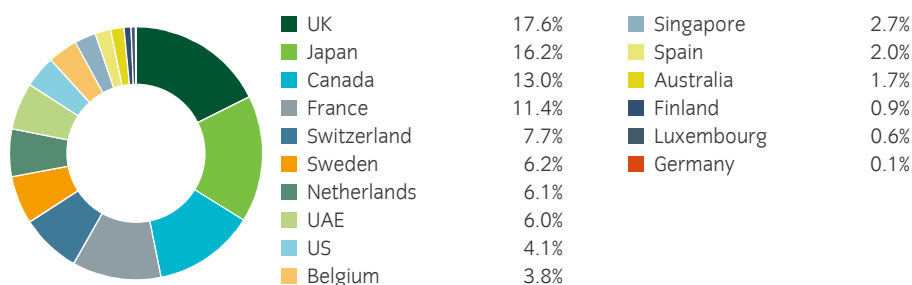 UK 17.6%
Japan 16.2%
Canada 13.0%
France 11.4%
Switzerland 7.7%
Sweden 6.2%
Netherlands 6.1%
UAE 6.0%
US 4.1%
Belgium 3.8%
Singapore 2.7%
Spain 2.0%
Australia 1.7%
Finland 0.9%
Luxembourg 0.6%
Germany 0.1%